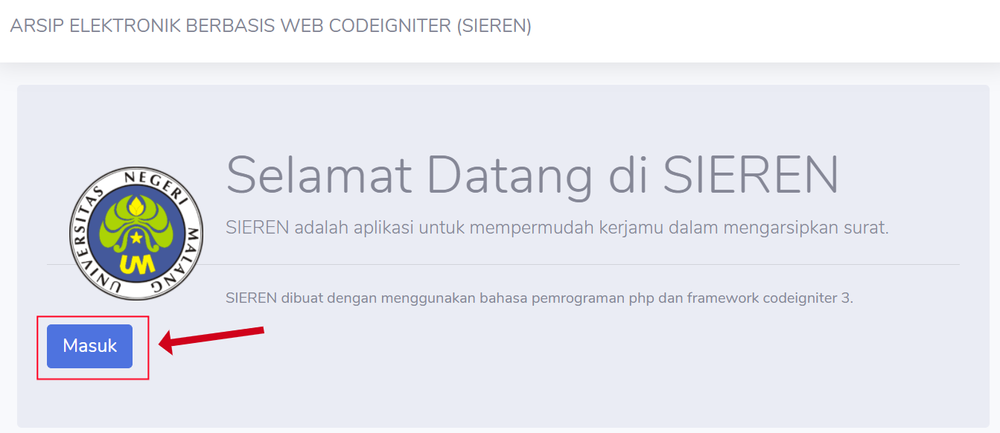 ARSIP ELEKTRONIK BERBASIS WEB CODEIGNITER (SIEREN)
Selamat Datang di SIEREN
SIEREN adalah aplikasi untuk mempermudah kerjamu dalam mengarsipkan surat.
UNIVERSITAS NEGERI MALANG
UM
SIEREN dibuat dengan menggunakan bahasa pemrograman php dan framework codeigniter 3.
Masuk